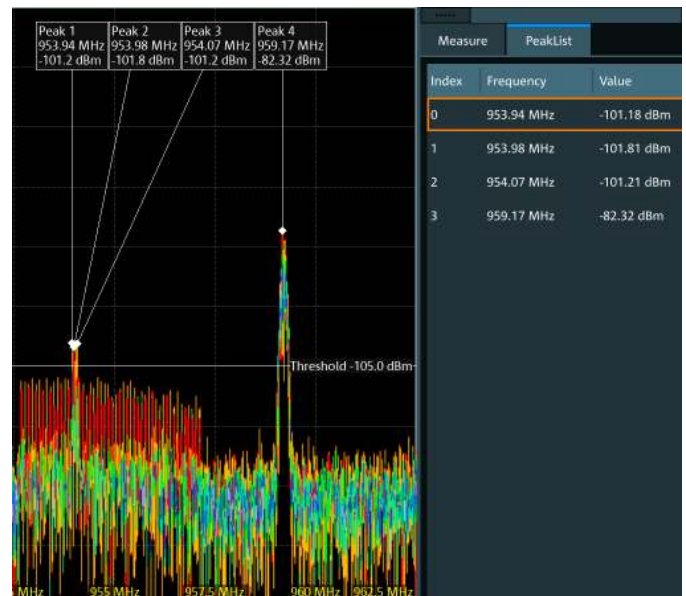 Peak 1
953.94 MHz
-101.2 dBm
Peak 2
953.98 MHz
-101.8 dBm
Peak 3
954.07 MHz
-101.2 dBm
Peak 4
959.17 MHz
-82.32 dBm
Threshold -105.0 dBm
MHz
955 MHz
957.5 MHz
960 MHz
962.5 MHz
Measure PeakList
Index Frequency Value
0 953.94 MHz -101.18 dBm
1 953.98 MHz -101.81 dBm
2 954.07 MHz -101.21 dBm
3 959.17 MHz -82.32 dBm